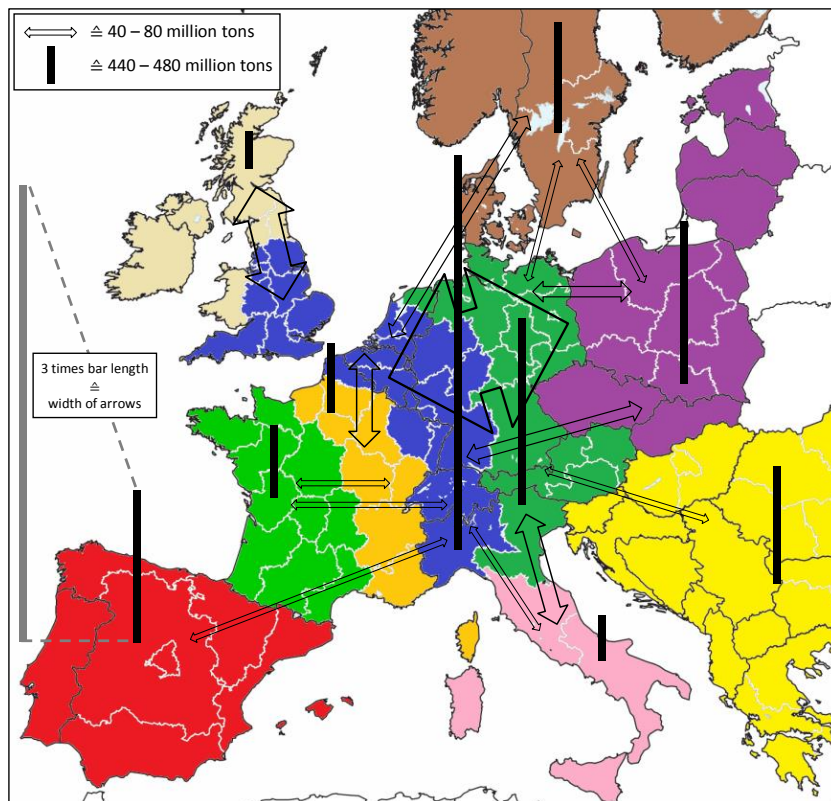 ≙ 40 – 80 million tons
≙ 440 – 480 million tons
3 times bar length
≙
width of arrows